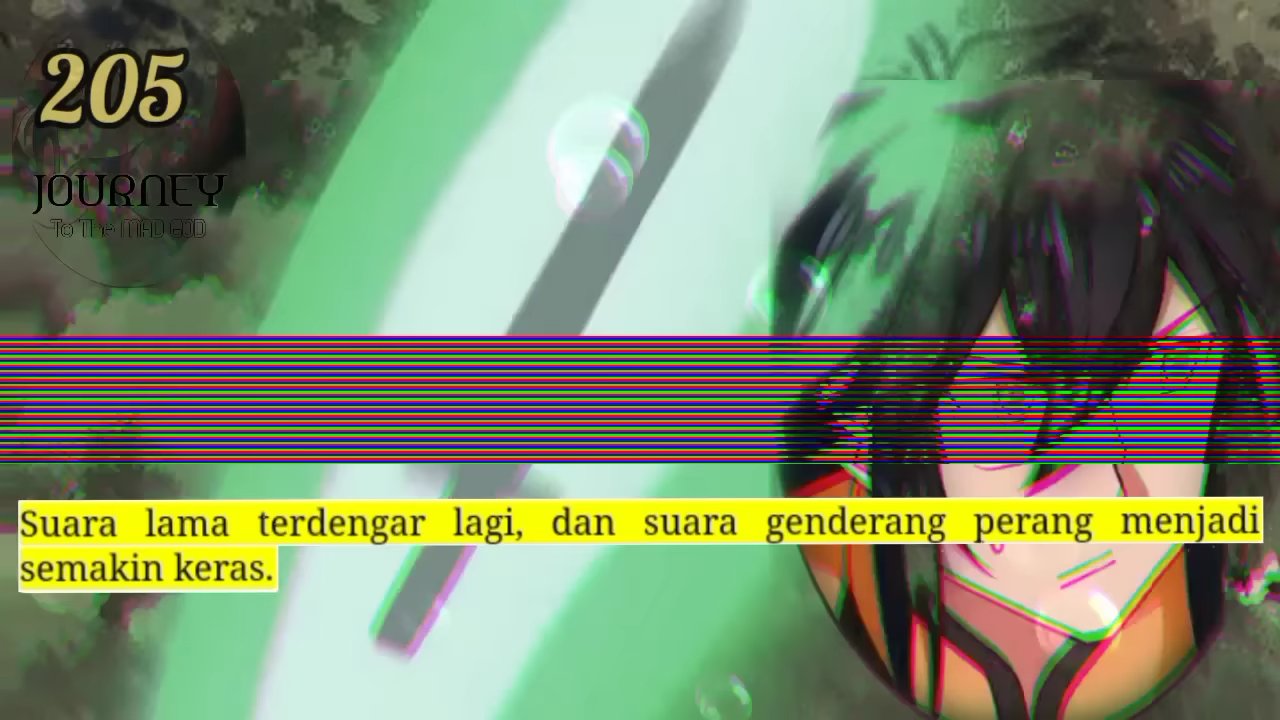 205
JOURNEY
To The MAD GOD
Suara lama terdengar lagi, dan suara genderang perang menjadi
semakin keras.